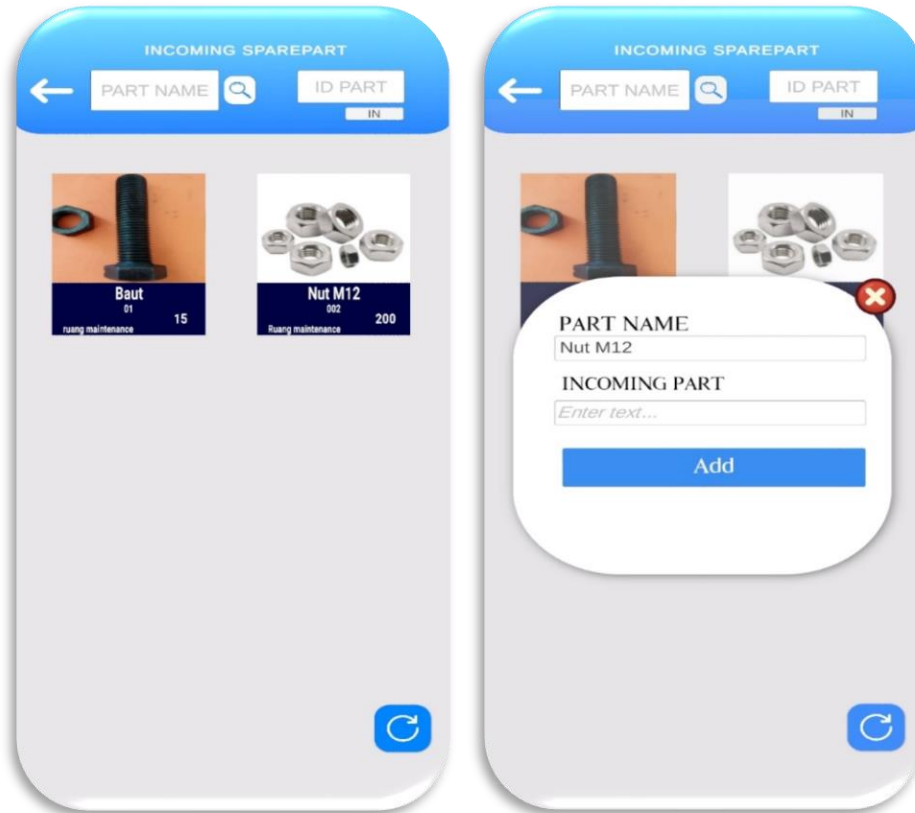 INCOMING SPAREPART
PART NAME
ID PART
IN
Baut
01
15
ruang maintenance
Nut M12
002
200
Ruang maintenance
INCOMING SPAREPART
PART NAME
ID PART
IN
PART NAME
Nut M12
INCOMING PART
Enter text...
Add